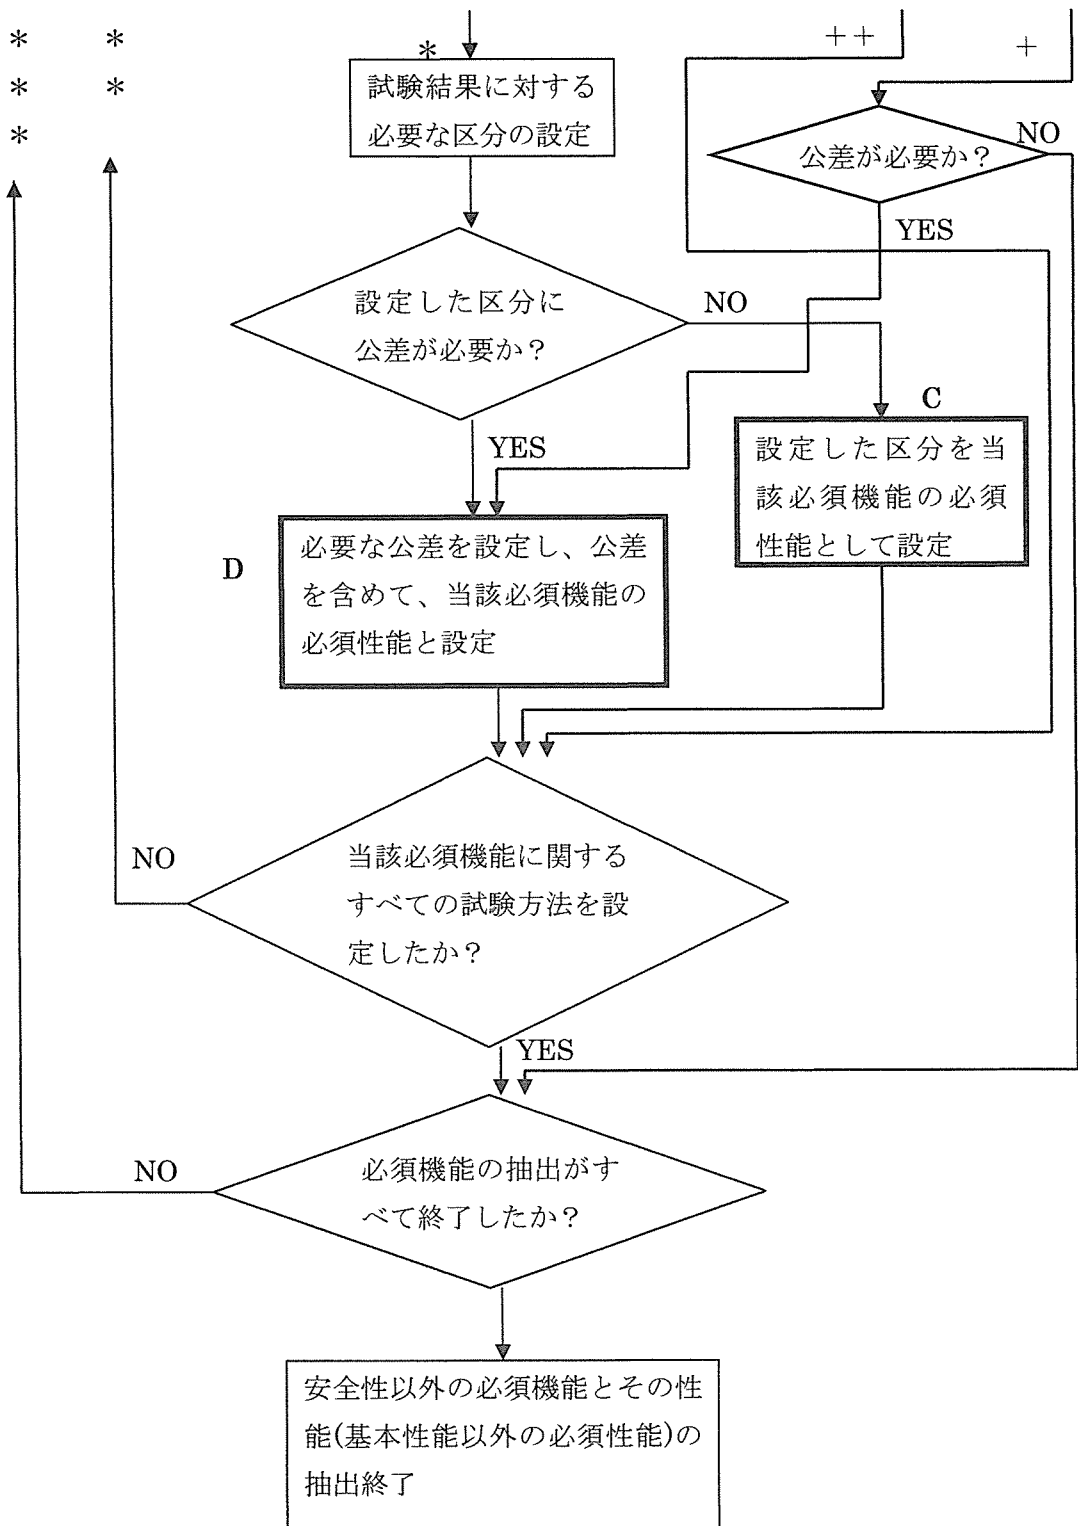 * *
* *
*
*
++
+
試験結果に対する
必要な区分の設定
公差が必要か？
NO
YES
設定した区分に
公差が必要か？
NO
YES
C
設定した区分を当
該必須機能の必須
性能として設定
D
必要な公差を設定し、公差
を含めて、当該必須機能の
必須性能と設定
当該必須機能に関する
すべての試験方法を設
定したか？
NO
YES
必須機能の抽出がす
べて終了したか？
NO
安全性以外の必須機能とその性
能(基本性能以外の必須性能)の
抽出終了